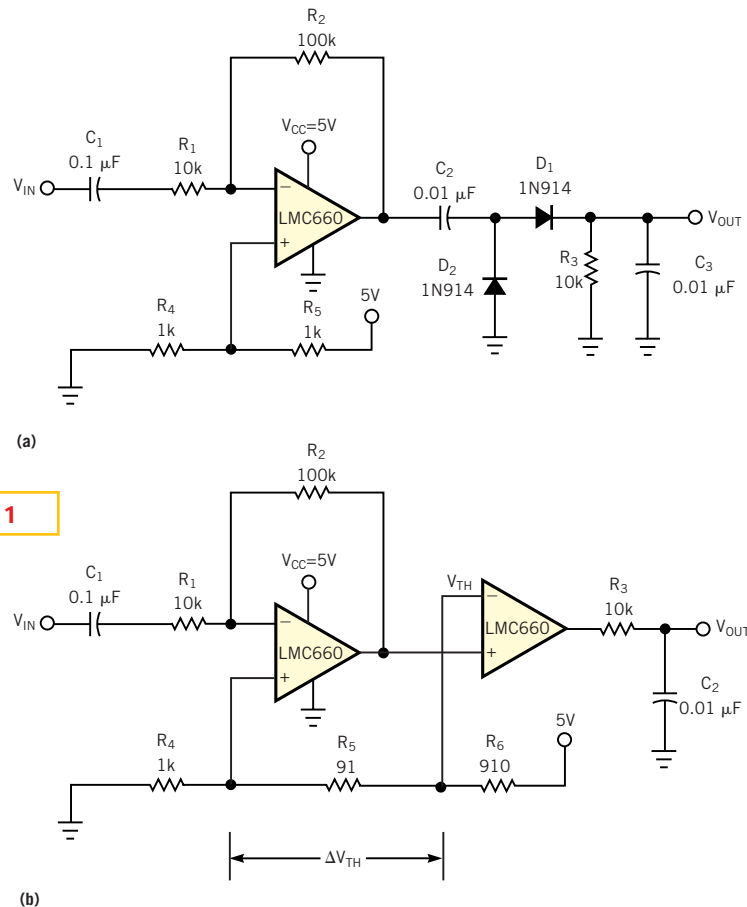 R2
100k
VCC=5V
C1
0.1 μF
R1
10k
VIN
−
LMC660
+
C2
0.01 μF
D1
1N914
VOUT
D2
1N914
R3
10k
C3
0.01 μF
R4
1k
R5
1k
5V
(a)
R2
100k
1
VCC=5V
C1
0.1 μF
R1
10k
VIN
−
LMC660
+
VTH
−
LMC660
+
R3
10k
VOUT
C2
0.01 μF
R4
1k
R5
91
R6
910
5V
ΔVTH
(b)